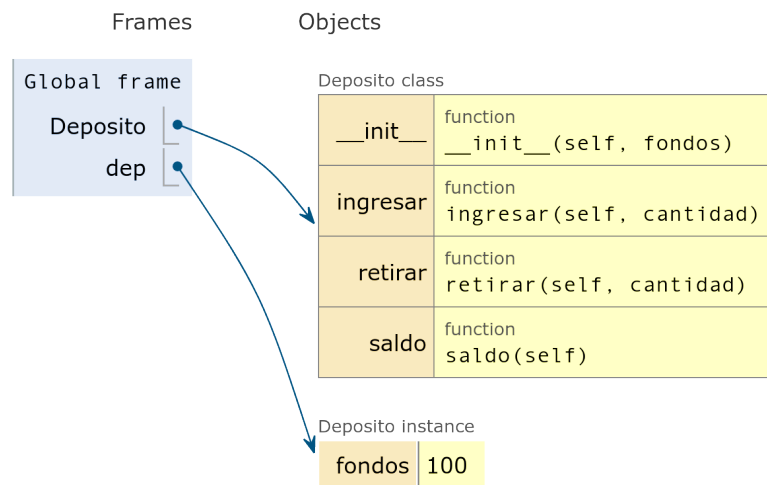 Frames Objects
Global frame
Deposito
dep
Deposito class
__init__ function
__init__(self, fondos)
ingresar function
ingresar(self, cantidad)
retirar function
retirar(self, cantidad)
saldo function
saldo(self)
Deposito instance
fondos 100